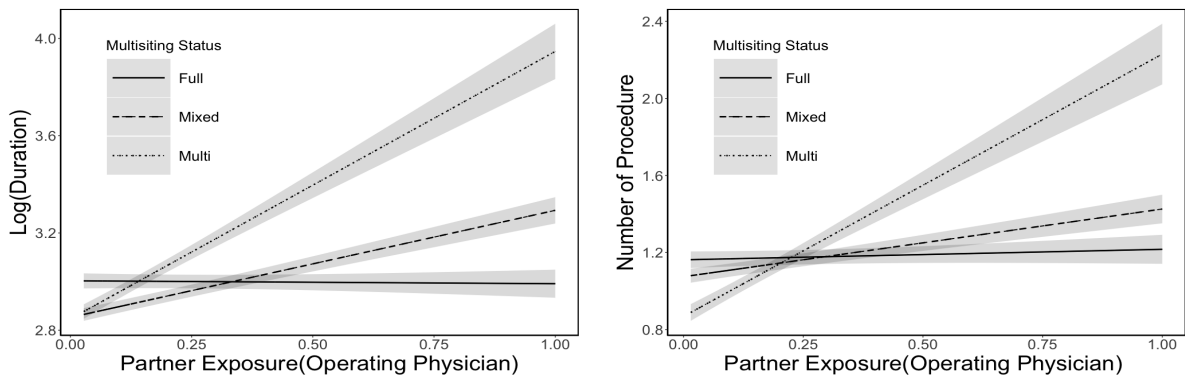 Log(Duration)
4.0
3.6
3.2
2.8
Multisiting Status
Full
Mixed
Multi
0.00 0.25 0.50 0.75 1.00
Partner Exposure(Operating Physician)
Number of Procedure
2.4
2.0
1.6
1.2
0.8
Multisiting Status
Full
Mixed
Multi
0.00 0.25 0.50 0.75 1.00
Partner Exposure(Operating Physician)